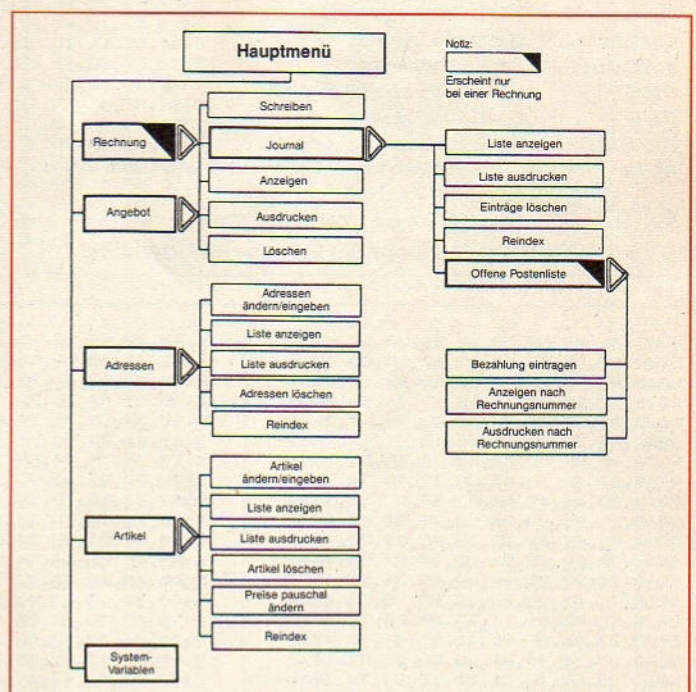 Hauptmenü
Notiz:
Erscheint nur
bei einer Rechnung
Rechnung
Angebot
Schreiben
Journal
Anzeigen
Ausdrucken
Löschen
Liste anzeigen
Liste ausdrucken
Einträge löschen
Reindex
Offene Postenliste
Bezahlung eintragen
Anzeigen nach
Rechnungsnummer
Ausdrucken nach
Rechnungsnummer
Adressen
Adressen
ändern/eingeben
Liste anzeigen
Liste ausdrucken
Adressen löschen
Reindex
Artikel
Artikel
ändern/eingeben
Liste anzeigen
Liste ausdrucken
Artikel löschen
Preise pauschal
ändern
Reindex
System-
Variablen